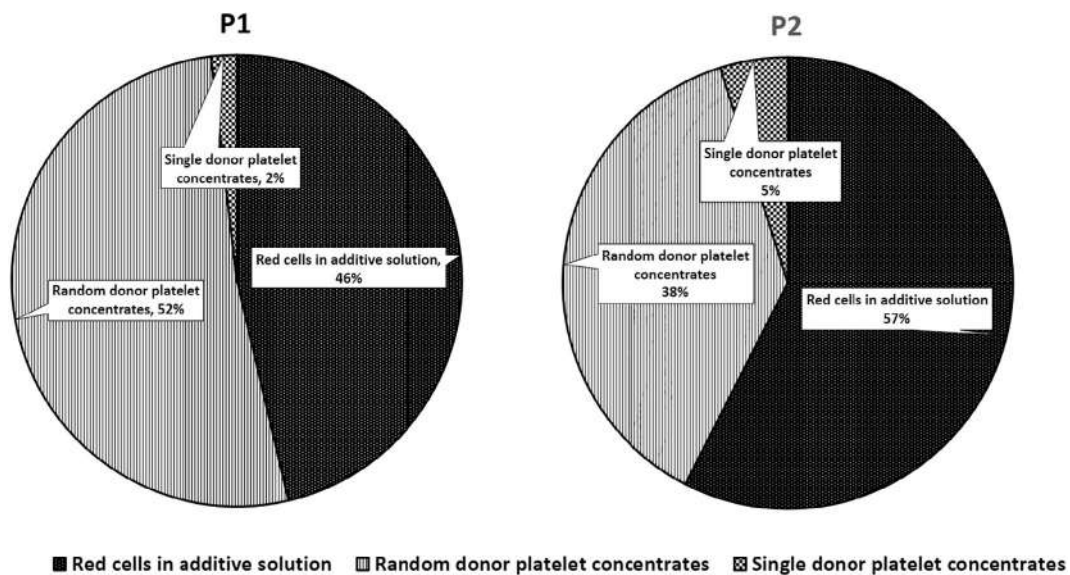 P1
Single donor platelet
concentrates, 2%
Red cells in additive solution,
46%
Random donor platelet
concentrates, 52%
P2
Single donor platelet
concentrates
5%
Random donor platelet
concentrates
38%
Red cells in additive solution
57%
Red cells in additive solution Random donor platelet concentrates Single donor platelet concentrates